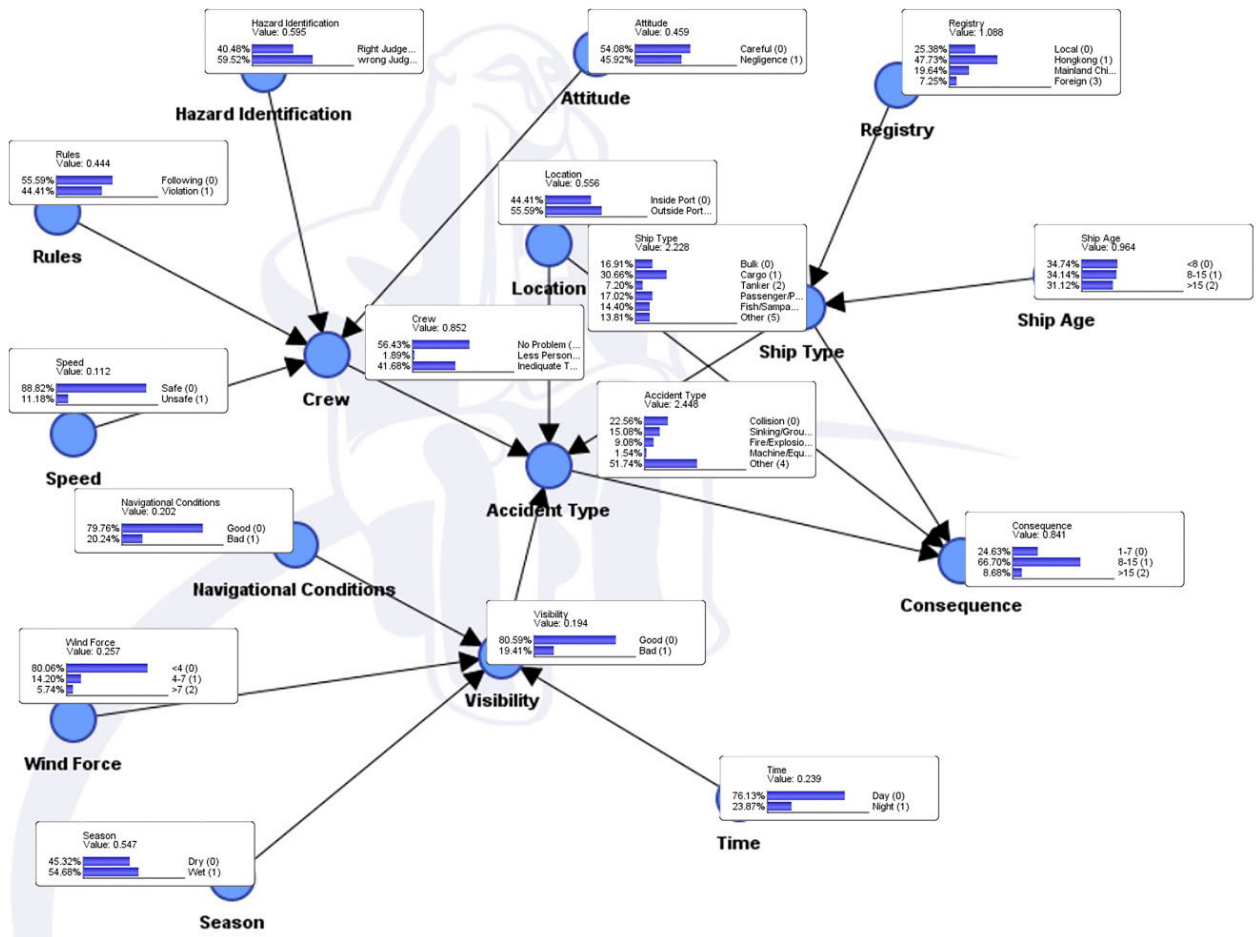 Hazard Identification
Value: 0.595
40.48% Right Judge...
59.52% wrong Judg...
Hazard Identification
Attitude
Value: 0.459
54.08% Careful (0)
45.92% Negligence (1)
Attitude
Registry
Value: 1.088
25.38% Local (0)
47.73% Hongkong (1)
19.64% Mainland Chi...
7.25% Foreign (3)
Registry
Rules
Value: 0.444
55.59% Following (0)
44.41% Violation (1)
Rules
Location
Value: 0.556
44.41% Inside Port (0)
55.59% Outside Port...
Location
Ship Type
Value: 2.228
16.91% Bulk (0)
30.66% Cargo (1)
7.20% Tanker (2)
17.02% Passenger/P...
14.40% Fish/Sampa...
13.81% Other (5)
Ship Type
Ship Age
Value: 0.964
34.74% <8 (0)
34.14% 8-15 (1)
31.12% >15 (2)
Ship Age
Crew
Value: 0.852
56.43% No Problem (...
1.89% Less Person...
41.68% Inediquate T...
Crew
Speed
Value: 0.112
88.82% Safe (0)
11.18% Unsafe (1)
Speed
Accident Type
Value: 2.448
22.56% Collision (0)
15.08% Sinking/Grou...
9.08% Fire/Explosio...
1.54% Machine/Equ...
51.74% Other (4)
Accident Type
Navigational Conditions
Value: 0.202
79.76% Good (0)
20.24% Bad (1)
Navigational Conditions
Consequence
Value: 0.841
24.63% 1-7 (0)
66.70% 8-15 (1)
8.68% >15 (2)
Consequence
Visibility
Value: 0.194
80.59% Good (0)
19.41% Bad (1)
Visibility
Wind Force
Value: 0.257
80.06% <4 (0)
14.20% 4-7 (1)
5.74% >7 (2)
Wind Force
Time
Value: 0.239
76.13% Day (0)
23.87% Night (1)
Time
Season
Value: 0.547
45.32% Dry (0)
54.68% Wet (1)
Season